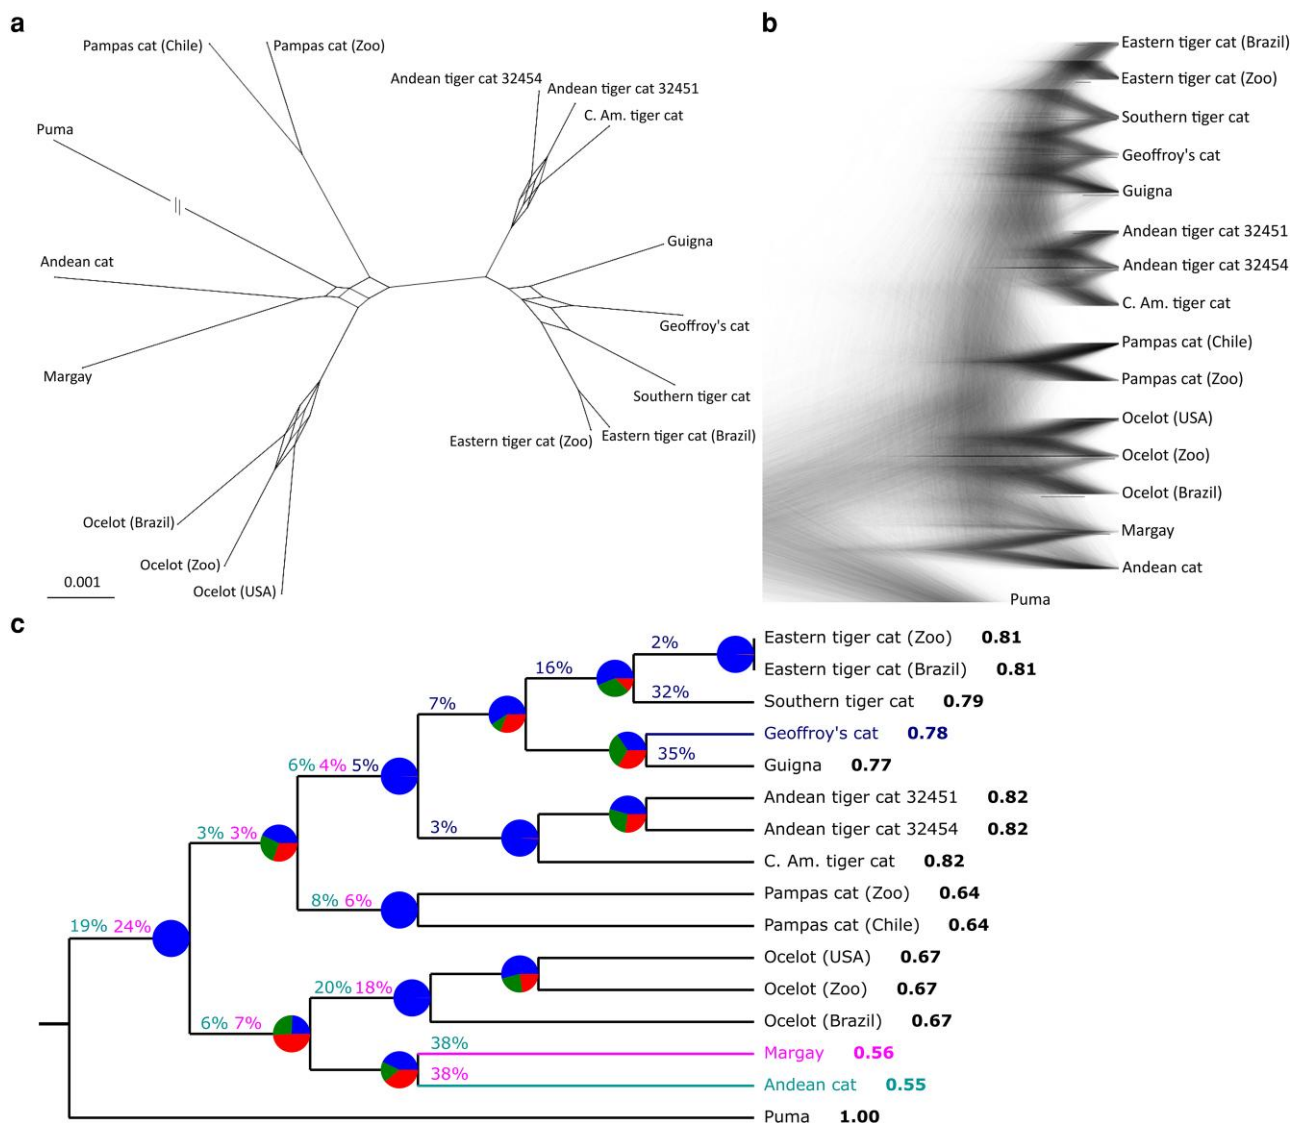 a
Pampas cat (Chile)
Pampas cat (Zoo)
Andean tiger cat 32454
Andean tiger cat 32451
C. Am. tiger cat
Puma
Guigna
Andean cat
Geoffroy's cat
Margay
Southern tiger cat
Eastern tiger cat (Zoo)
Eastern tiger cat (Brazil)
Ocelot (Brazil)
Ocelot (Zoo)
Ocelot (USA)
0.001
b
Eastern tiger cat (Brazil)
Eastern tiger cat (Zoo)
Southern tiger cat
Geoffroy's cat
Guigna
Andean tiger cat 32451
Andean tiger cat 32454
C. Am. tiger cat
Pampas cat (Chile)
Pampas cat (Zoo)
Ocelot (USA)
Ocelot (Zoo)
Ocelot (Brazil)
Margay
Andean cat
Puma
c
2% Eastern tiger cat (Zoo) 0.81
16% Eastern tiger cat (Brazil) 0.81
7% 32% Southern tiger cat 0.79
Geoffroy's cat 0.78
6% 4% 5% 35% Guigna 0.77
Andean tiger cat 32451 0.82
3% 3% 3% Andean tiger cat 32454 0.82
C. Am. tiger cat 0.82
8% 6% Pampas cat (Zoo) 0.64
19% 24% Pampas cat (Chile) 0.64
Ocelot (USA) 0.67
20% 18% Ocelot (Zoo) 0.67
6% 7% Ocelot (Brazil) 0.67
38% Margay 0.56
38% Andean cat 0.55
Puma 1.00